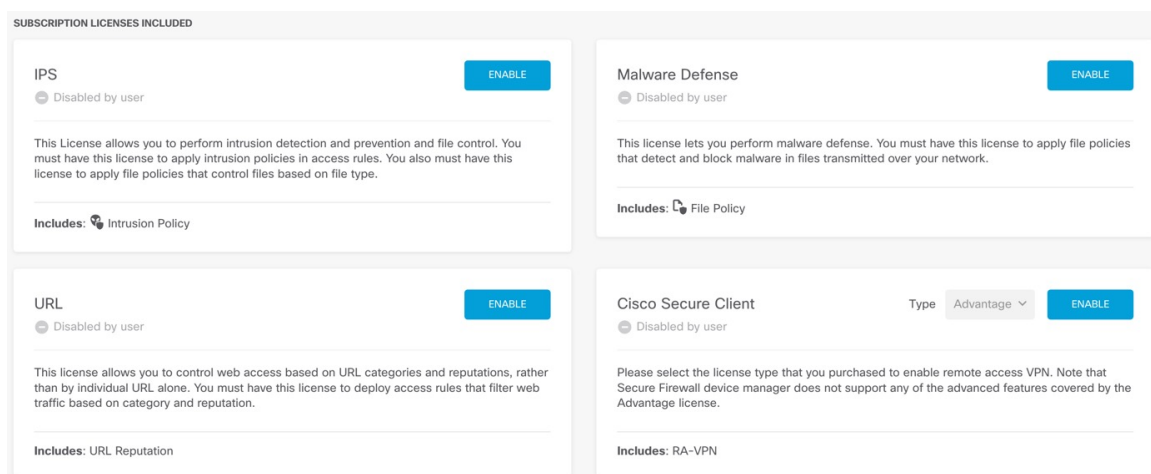 SUBSCRIPTION LICENSES INCLUDED
IPS
ENABLE
Disabled by user
This License allows you to perform intrusion detection and prevention and file control. You
must have this license to apply intrusion policies in access rules. You also must have this
license to apply file policies that control files based on file type.
Includes: Intrusion Policy
Malware Defense
ENABLE
Disabled by user
This license lets you perform malware defense. You must have this license to apply file policies
that detect and block malware in files transmitted over your network.
Includes: File Policy
URL
ENABLE
Disabled by user
This license allows you to control web access based on URL categories and reputations, rather
than by individual URL alone. You must have this license to deploy access rules that filter web
traffic based on category and reputation.
Includes: URL Reputation
Cisco Secure Client
Type Advantage
ENABLE
Disabled by user
Please select the license type that you purchased to enable remote access VPN. Note that
Secure Firewall device manager does not support any of the advanced features covered by the
Advantage license.
Includes: RA-VPN